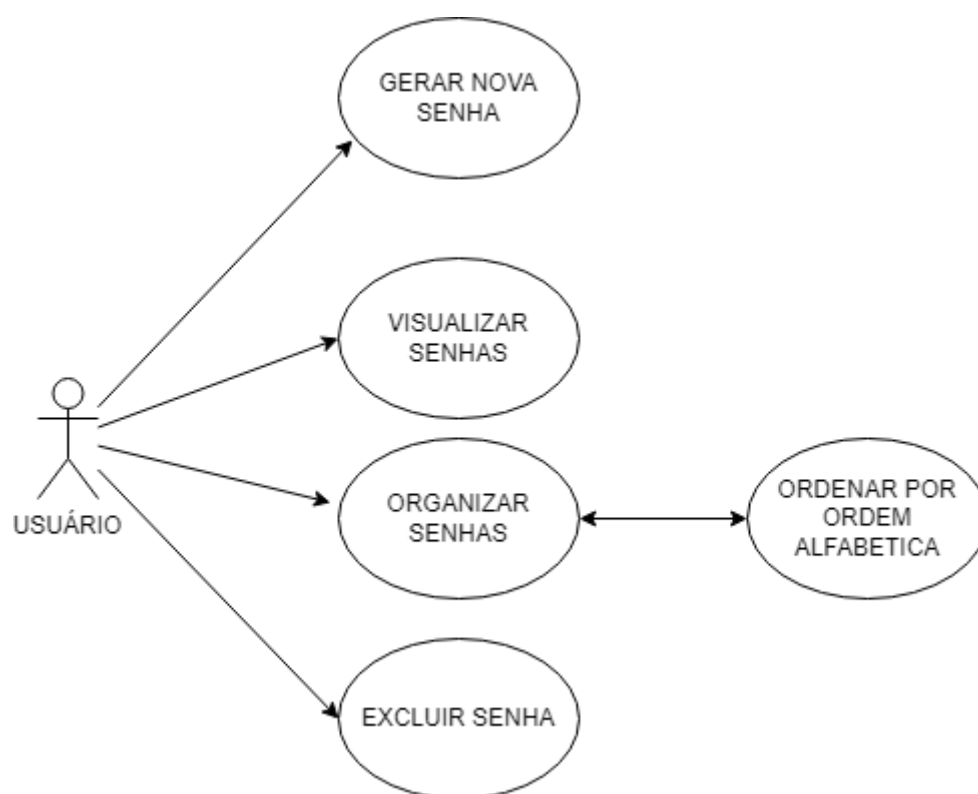 GERAR NOVA
SENHA
VISUALIZAR
SENHAS
USUÁRIO
ORGANIZAR
SENHAS
ORDENAR POR
ORDEM
ALFABETICA
EXCLUIR SENHA